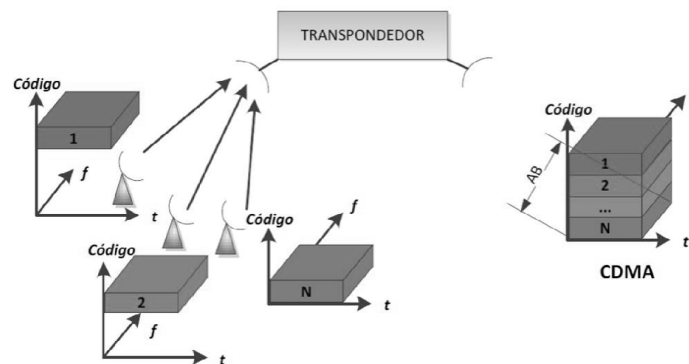 TRANSPONDEDOR
Código
1
f
t
Código
2
f
t
Código
N
f
t
Código
AB
1
2
...
N
t
CDMA